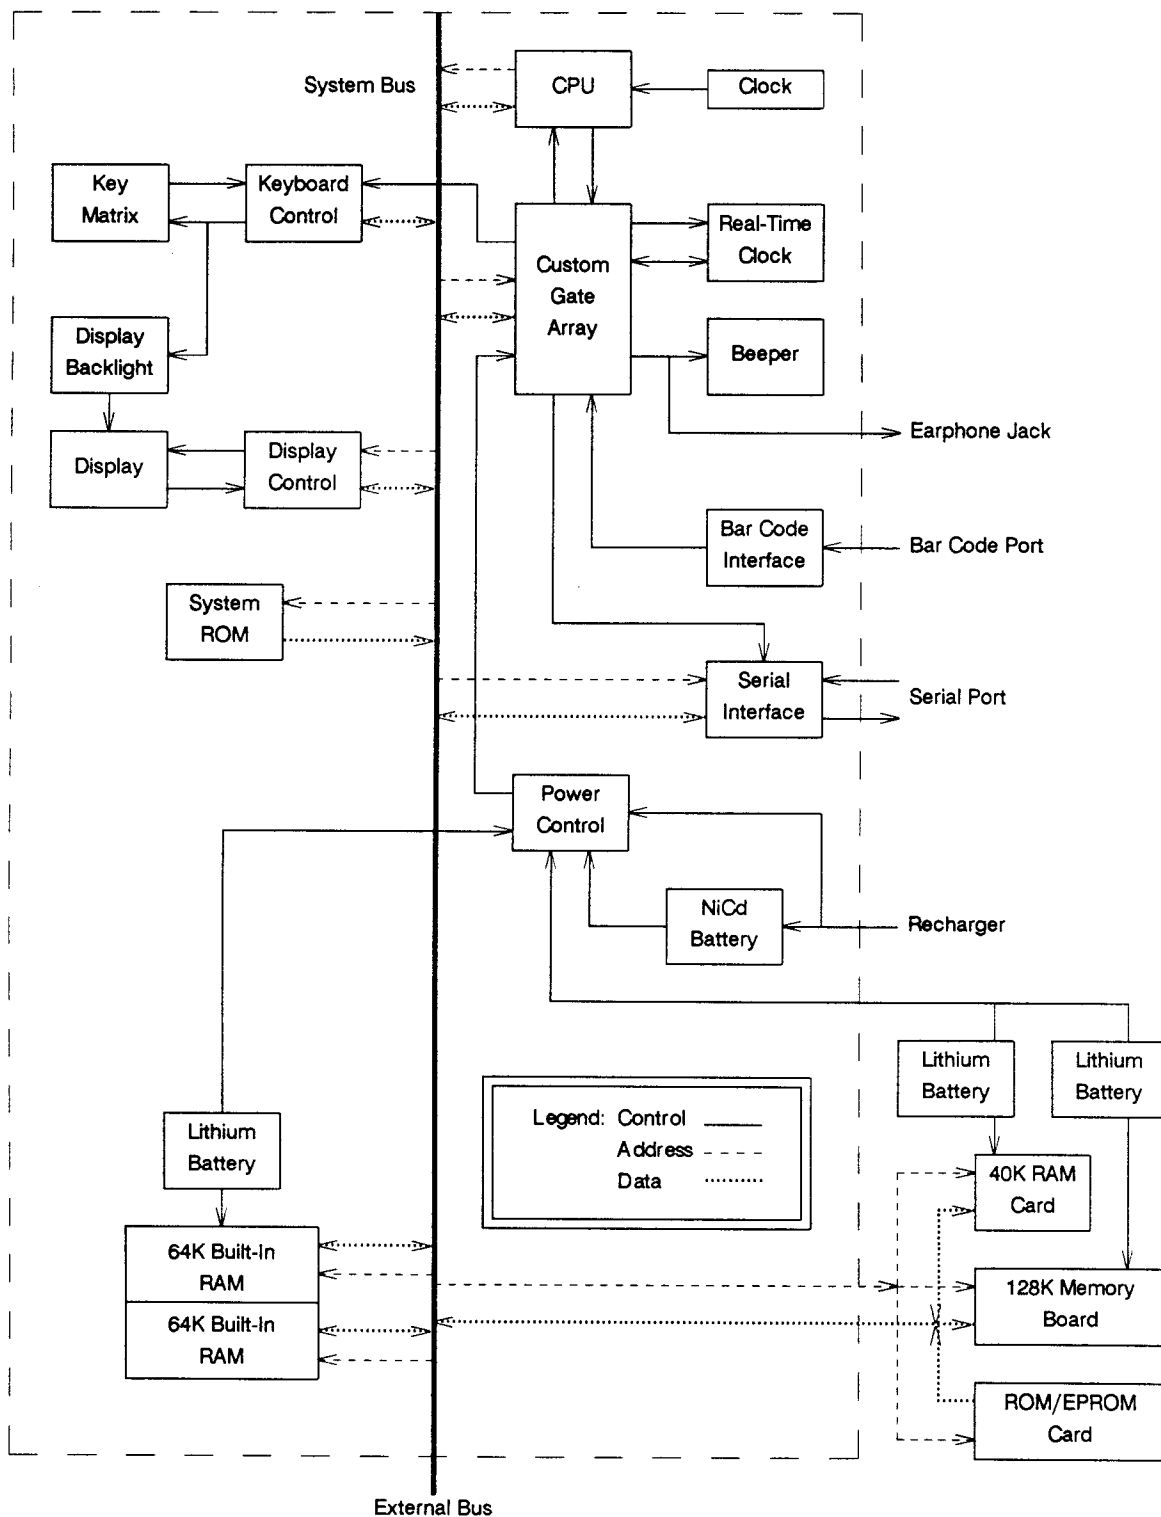 System Bus
CPU
Clock
Key
Matrix
Keyboard
Control
Real-Time
Clock
Custom
Gate
Array
Display
Backlight
Beeper
Earphone Jack
Display
Display
Control
Bar Code
Interface
Bar Code Port
System
ROM
Serial
Interface
Serial Port
Power
Control
NiCd
Battery
Recharger
Lithium
Battery
Lithium
Battery
Legend: Control
Address
Data
Lithium
Battery
40K RAM
Card
64K Built-In
RAM
64K Built-In
RAM
128K Memory
Board
ROM/EPROM
Card
External Bus